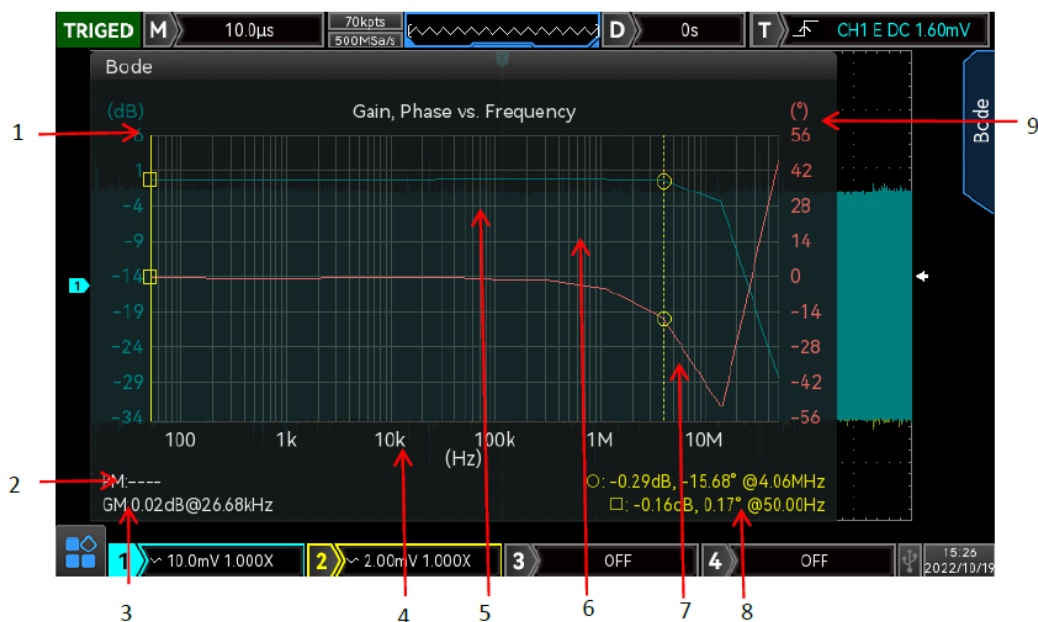 TRIGED M 10.0µs 70kpts 500MSa/s D 0s T CH1 E DC 1.60mV
Bode
Bode
(dB) Gain, Phase vs. Frequency (°)
1 9
56
1 42
-4 28
-9 14
-14 0
1
-19 -14
-24 -28
-29 -42
-34 -56
100 1k 10k 100k 1M 10M
(Hz)
2
PM:----
○: -0.29dB, -15.68° @4.06MHz
GM:0.02dB@26.68kHz
□: -0.16dB, 0.17° @50.00Hz
1 10.0mV 1.000X 2 2.00mV 1.000X 3 OFF 4 OFF 15:26
2022/10/19
3 4 5 6 7 8